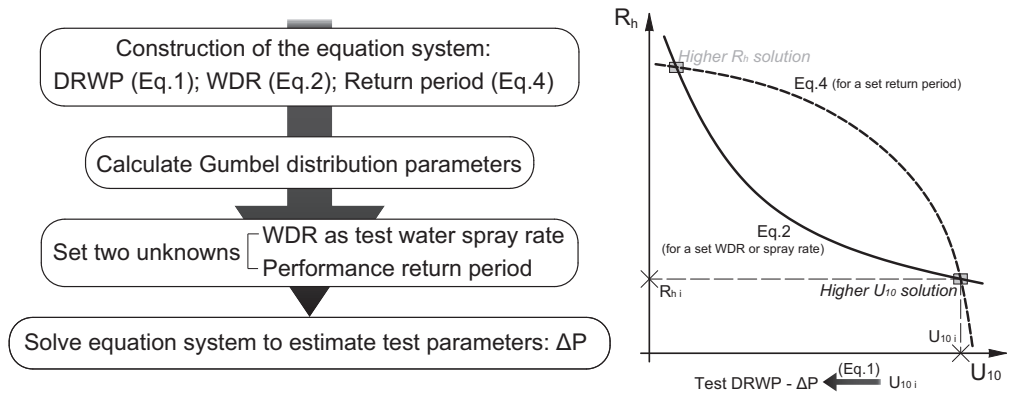 Construction of the equation system:
DRWP (Eq.1); WDR (Eq.2); Return period (Eq.4)
Calculate Gumbel distribution parameters
Set two unknowns
WDR as test water spray rate
Performance return period
Solve equation system to estimate test parameters: ΔP
Rh
Higher Rh solution
Eq.4 (for a set return period)
Eq.2
(for a set WDR or spray rate)
Rh i
Higher U10 solution
U10 i
U10
Test DRWP - ΔP (Eq.1) U10 i